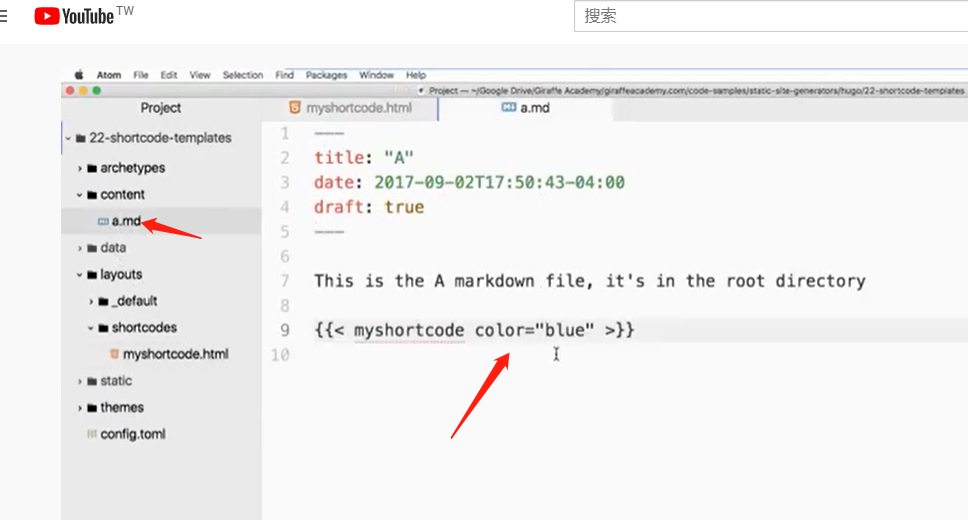 YouTube TW
搜索
Atom File Edit View Selection Find Packages Window Help
Project — ~/Google Drive/Giraffe Academy/giraffeacademy.com/code-samples/static-site-generators/hugo/22-shortcode-templates
Project
22-shortcode-templates
archetypes
content
a.md
data
layouts
_default
shortcodes
myshortcode.html
static
themes
config.toml
myshortcode.html
a.md
1 ---
2 title: "A"
3 date: 2017-09-02T17:50:43-04:00
4 draft: true
5 ---
6
7 This is the A markdown file, it's in the root directory
8
9 {{< myshortcode color="blue" >}}
10